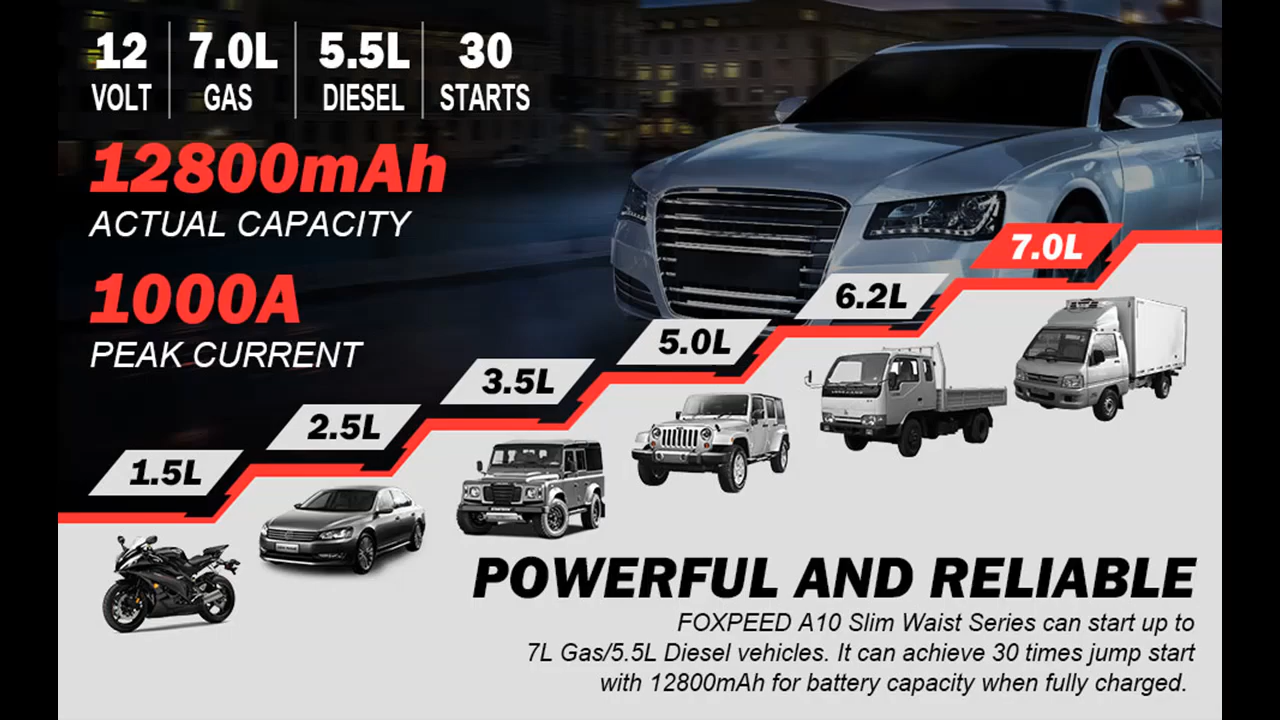 12 VOLT
7.0L GAS
5.5L DIESEL
30 STARTS
12800mAh
ACTUAL CAPACITY
1000A
PEAK CURRENT
1.5L
2.5L
3.5L
5.0L
6.2L
7.0L
POWERFUL AND RELIABLE
FOXPEED A10 Slim Waist Series can start up to
7L Gas/5.5L Diesel vehicles. It can achieve 30 times jump start
with 12800mAh for battery capacity when fully charged.